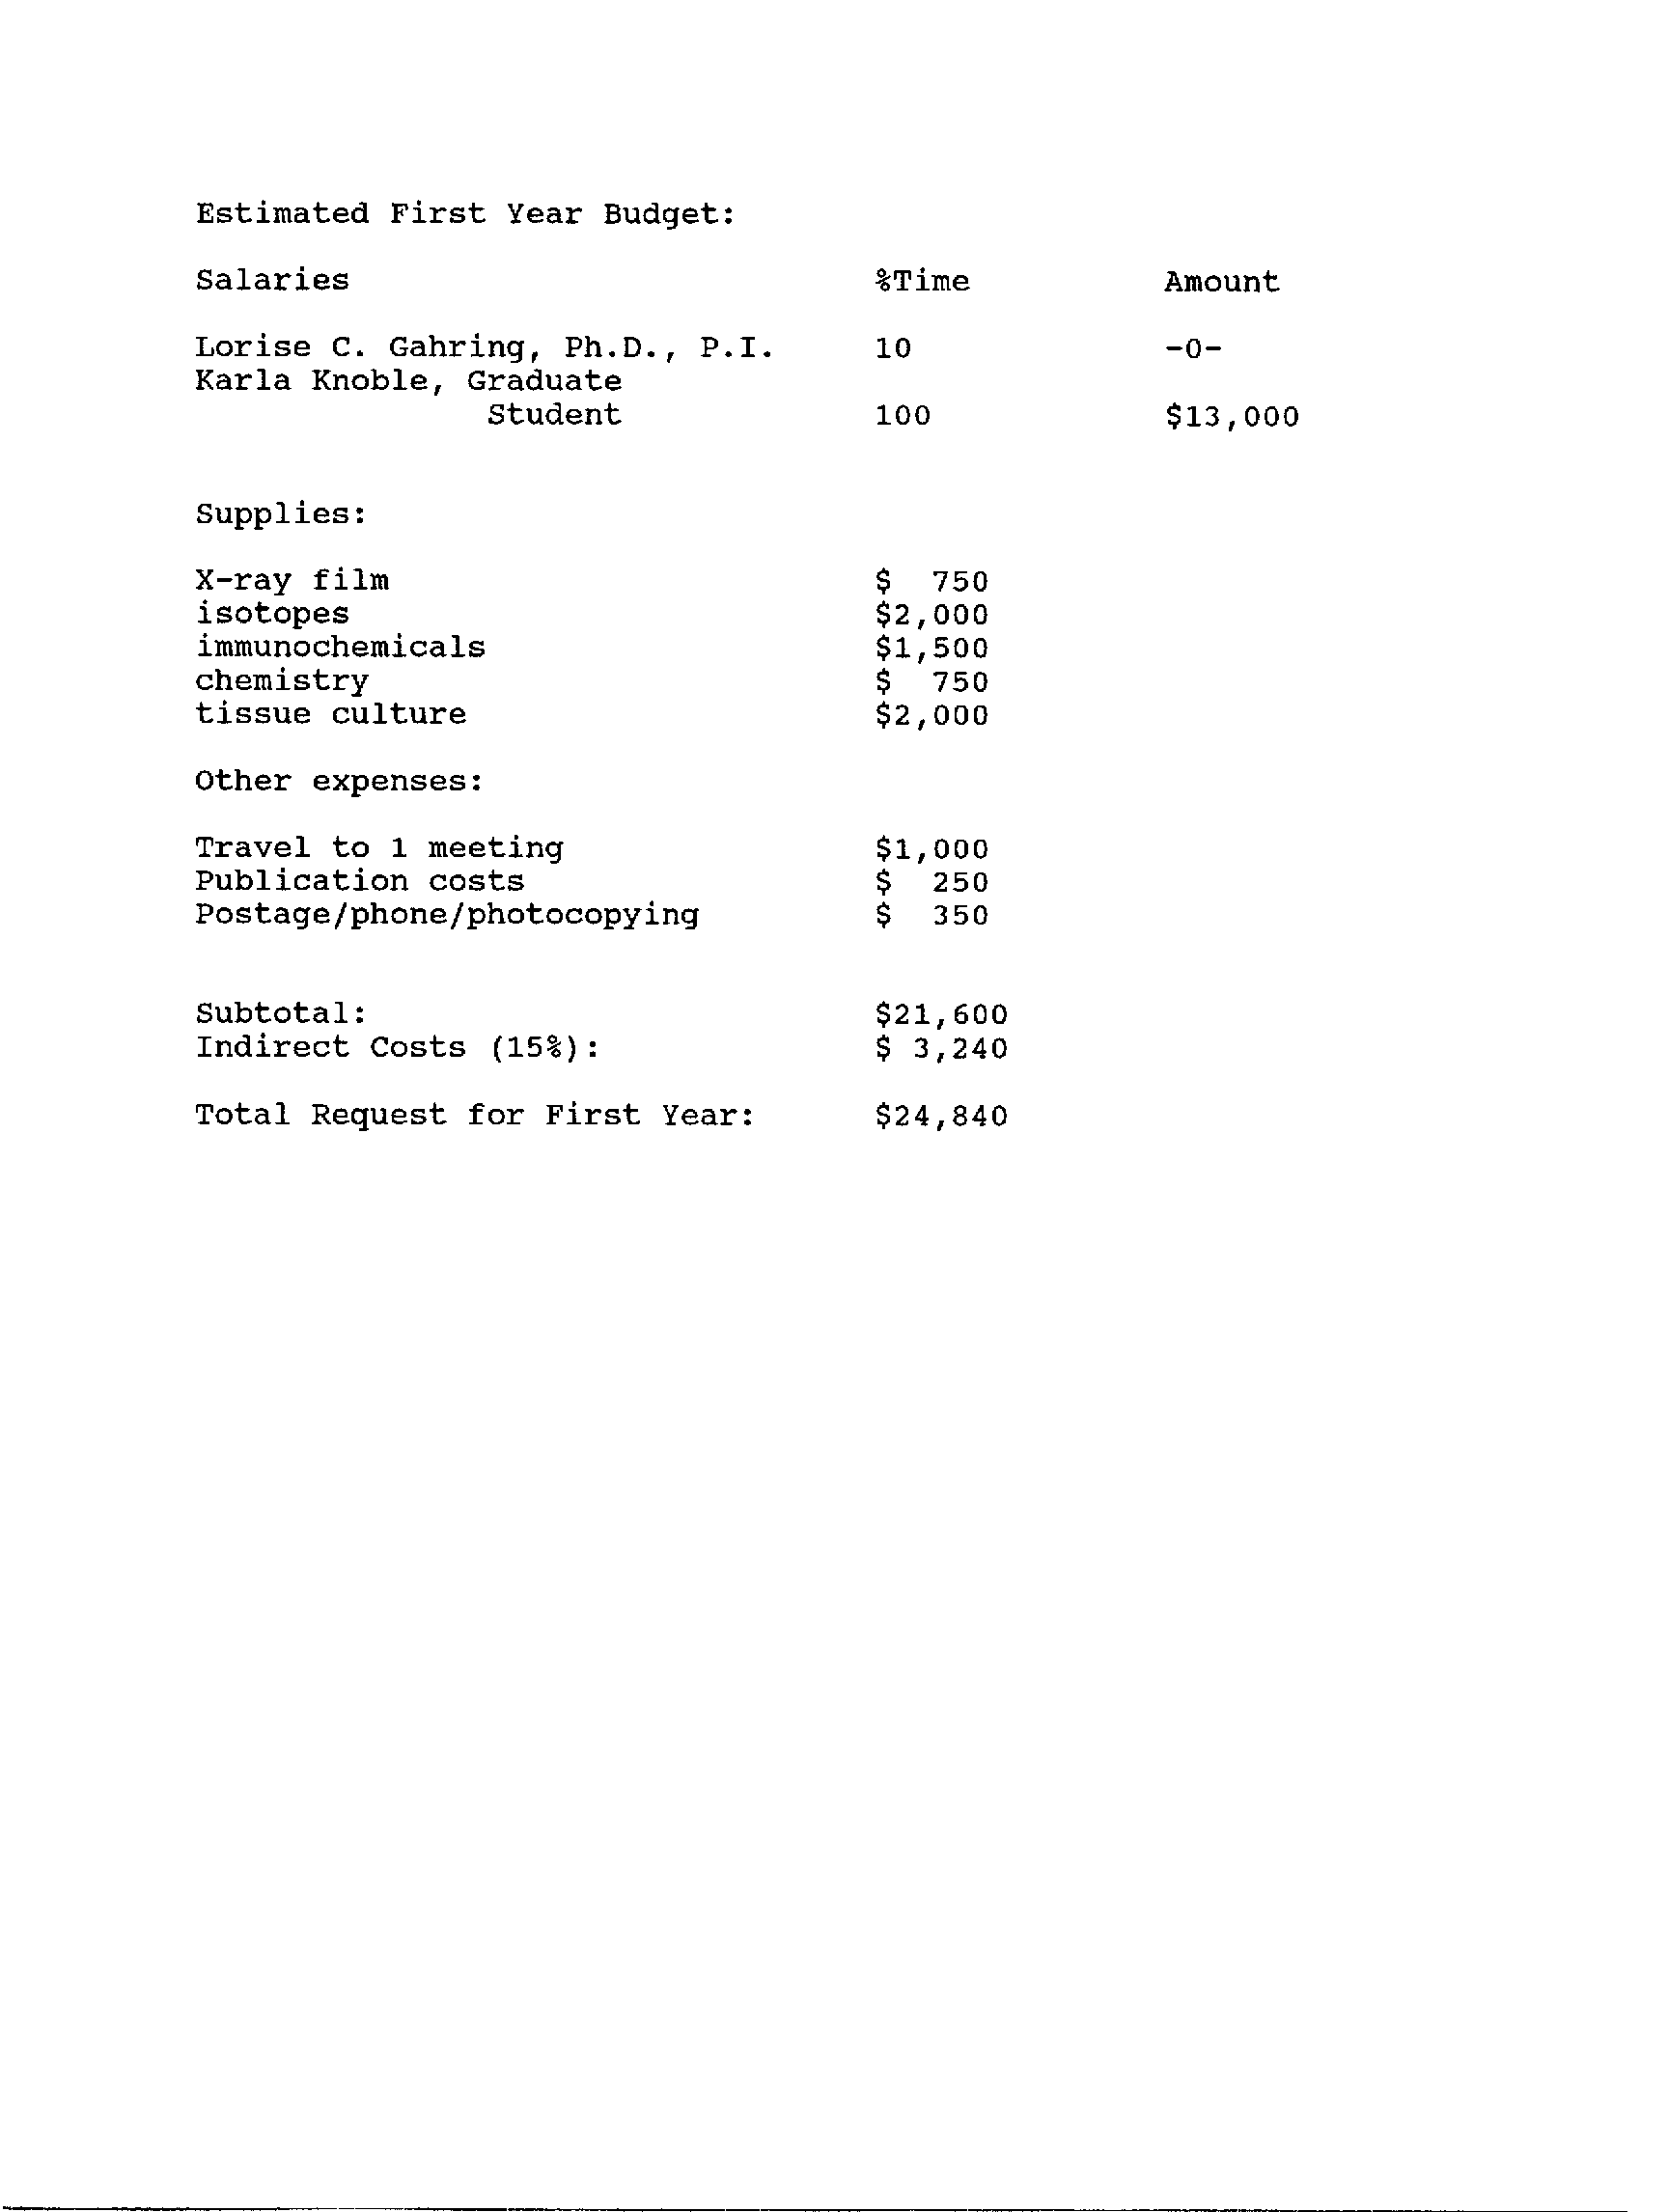 Estimated First Year Budget:
Salaries %Time Amount
Lorise C. Gahring, Ph.D., P.I. 10 -0-
Karla Knoble, Graduate
Student 100 $13,000
Supplies:
X-ray film $ 750
isotopes $2,000
immunochemicals $1,500
chemistry $ 750
tissue culture $2,000
Other expenses:
Travel to 1 meeting $1,000
Publication costs $ 250
Postage/phone/photocopying $ 350
Subtotal: $21,600
Indirect Costs (15%): $ 3,240
Total Request for First Year: $24,840